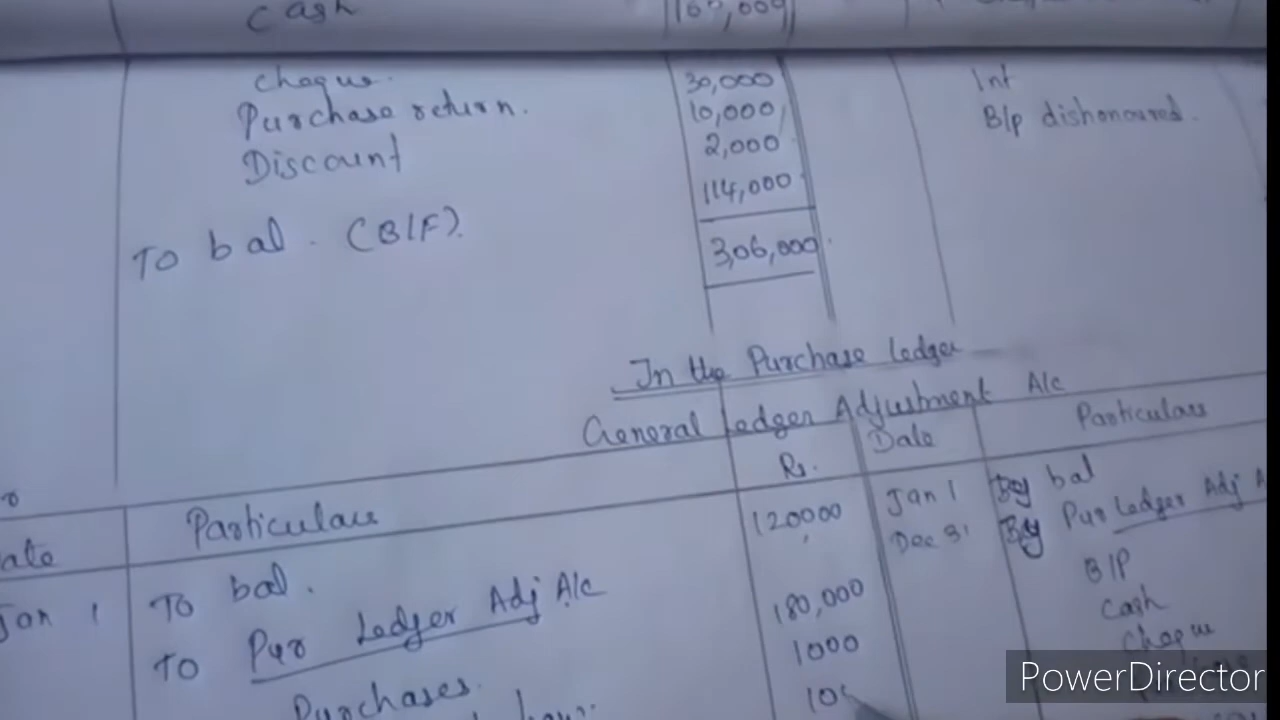 Cash 160,000
Cheque. 30,000 Int
Purchase return. 10,000 B/p dishonoured.
Discount 2,000
114,000
To bal. (B/F). 3,06,000
In the Purchase Ledger
General Ledger Adjustment A/c
Date Particulars Rs. Date Particulars
Jan 1 To bal. 120000 Jan 1 By bal
To Pur Ledger Adj A/c Dec 31 By Pur Ledger Adj A
Purchases. 180,000 B/P
1000 Cash
Cheque
PowerDirector